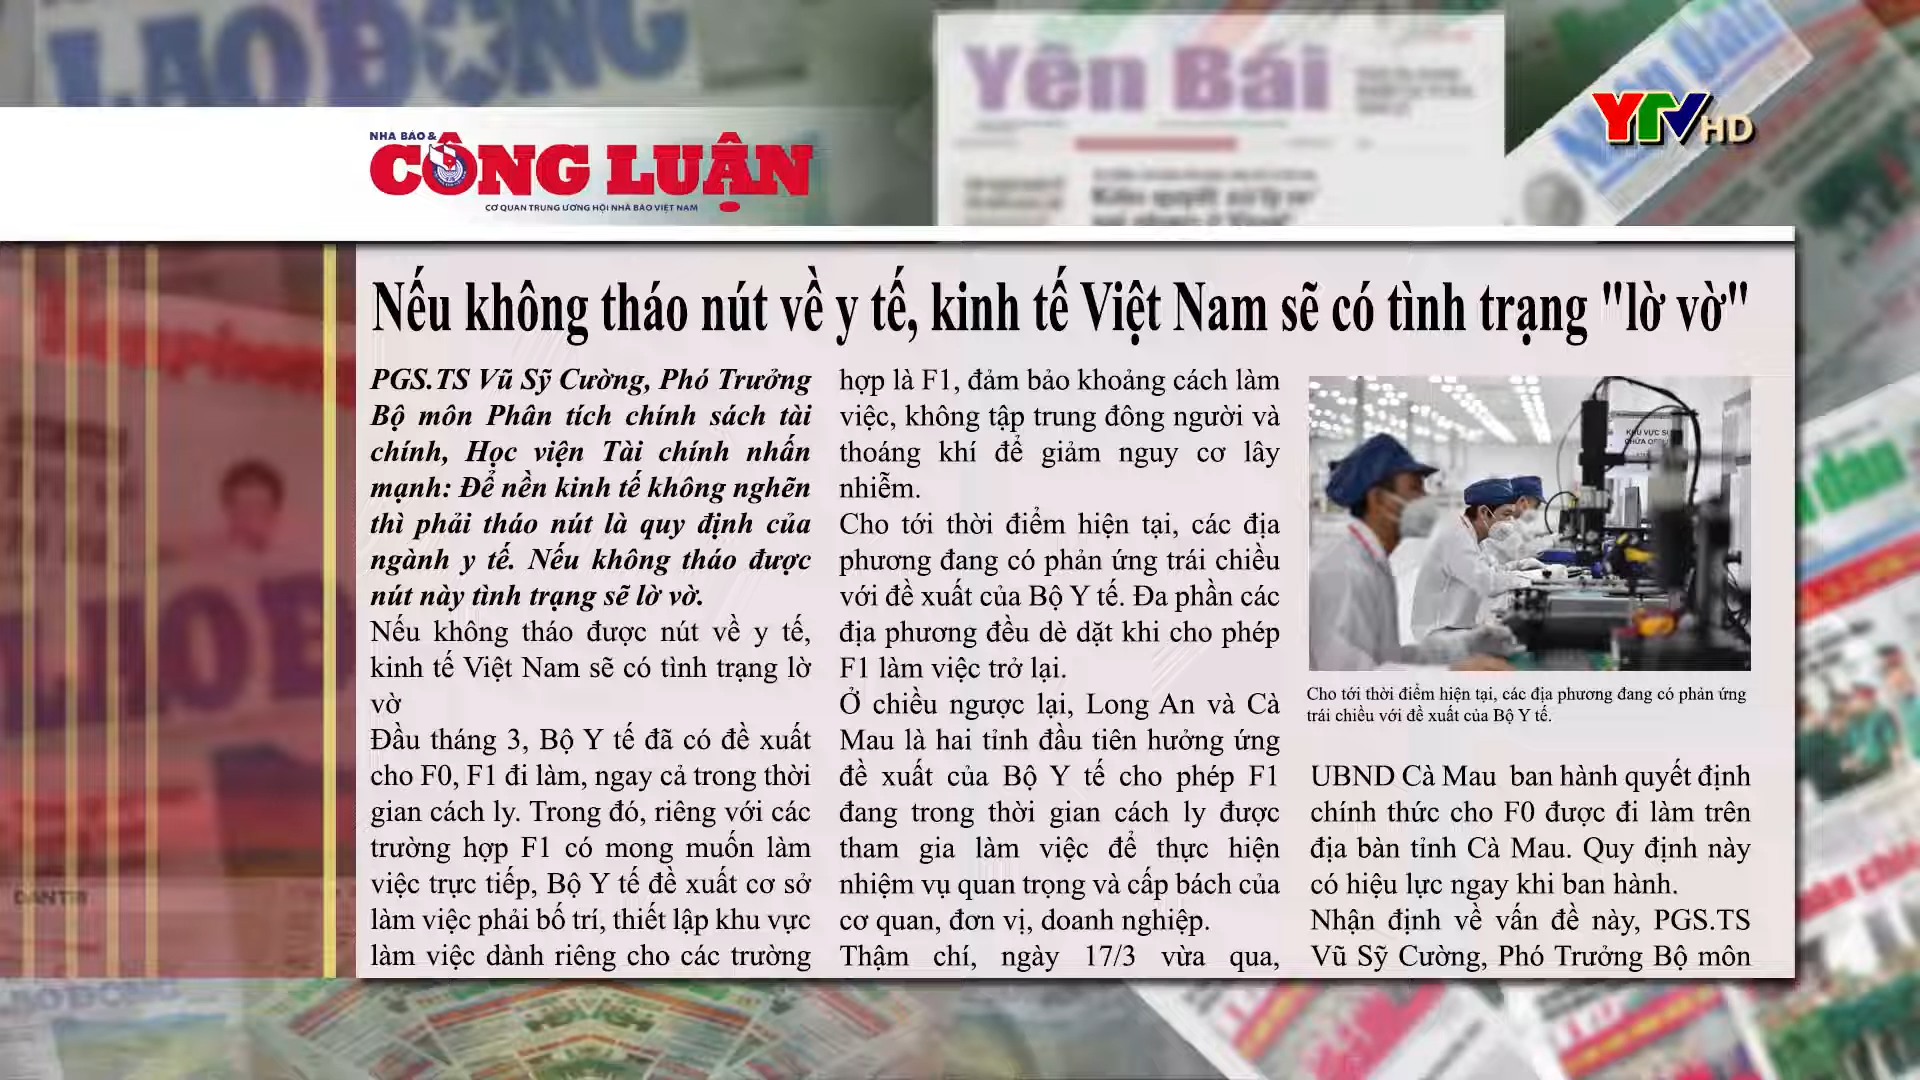 LAO ĐỘNG
Yên Bái
Nhân Dân
YTV HD
NHÀ BÁO &
CÔNG LUẬN
CƠ QUAN TRUNG ƯƠNG HỘI NHÀ BÁO VIỆT NAM
Nếu không tháo nút về y tế, kinh tế Việt Nam sẽ có tình trạng "lờ vờ"
PGS.TS Vũ Sỹ Cường, Phó Trưởng
Bộ môn Phân tích chính sách tài
chính, Học viện Tài chính nhấn
mạnh: Để nền kinh tế không nghẽn
thì phải tháo nút là quy định của
ngành y tế. Nếu không tháo được
nút này tình trạng sẽ lờ vờ.
Nếu không tháo được nút về y tế,
kinh tế Việt Nam sẽ có tình trạng lờ
vờ
Đầu tháng 3, Bộ Y tế đã có đề xuất
cho F0, F1 đi làm, ngay cả trong thời
gian cách ly. Trong đó, riêng với các
trường hợp F1 có mong muốn làm
việc trực tiếp, Bộ Y tế đề xuất cơ sở
làm việc phải bố trí, thiết lập khu vực
làm việc dành riêng cho các trường
hợp là F1, đảm bảo khoảng cách làm
việc, không tập trung đông người và
thoáng khí để giảm nguy cơ lây
nhiễm.
Cho tới thời điểm hiện tại, các địa
phương đang có phản ứng trái chiều
với đề xuất của Bộ Y tế. Đa phần các
địa phương đều dè dặt khi cho phép
F1 làm việc trở lại.
Ở chiều ngược lại, Long An và Cà
Mau là hai tỉnh đầu tiên hưởng ứng
đề xuất của Bộ Y tế cho phép F1
đang trong thời gian cách ly được
tham gia làm việc để thực hiện
nhiệm vụ quan trọng và cấp bách của
cơ quan, đơn vị, doanh nghiệp.
Thậm chí, ngày 17/3 vừa qua,
Cho tới thời điểm hiện tại, các địa phương đang có phản ứng
trái chiều với đề xuất của Bộ Y tế.
UBND Cà Mau ban hành quyết định
chính thức cho F0 được đi làm trên
địa bàn tỉnh Cà Mau. Quy định này
có hiệu lực ngay khi ban hành.
Nhận định về vấn đề này, PGS.TS
Vũ Sỹ Cường, Phó Trưởng Bộ môn
LAO ĐỘNG
DANTRI